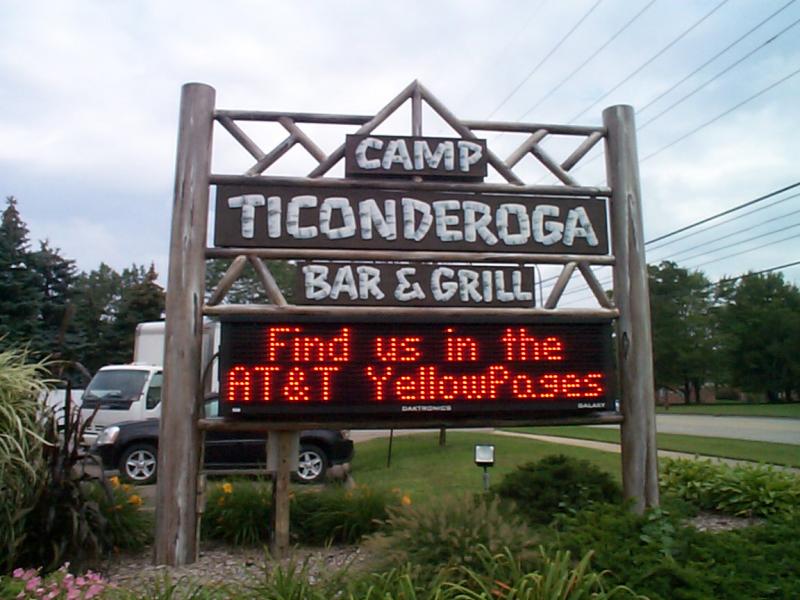 CAMP
TICONDEROGA
BAR & GRILL
Find us in the
AT&T YellowPages
DAKTRONICS GALAXY